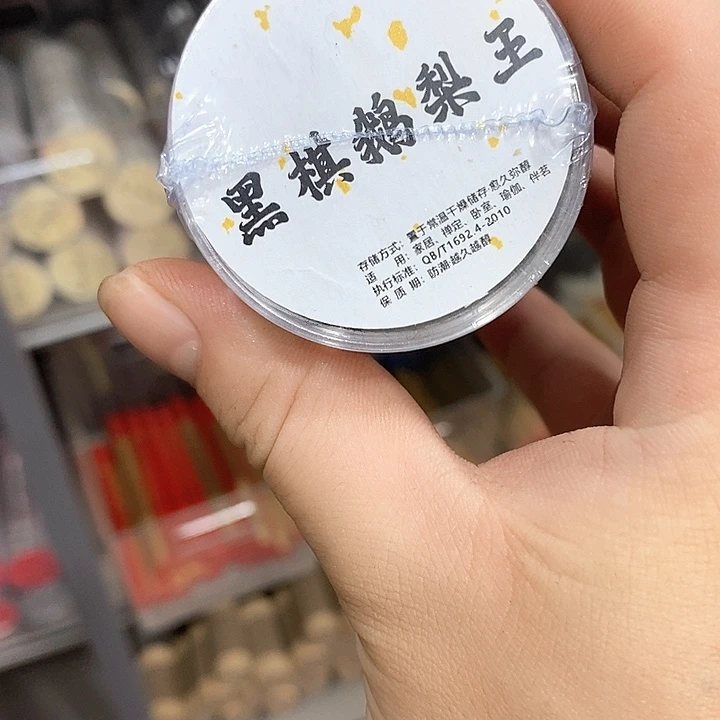 黑棋鹅梨王
存储方式：置于常温干燥储存·愈久弥醇
适用：家居、禅定、卧室、瑜伽、伴茗
执行标准：QB/T1692.4-2010
保质期：防潮·越久越醇